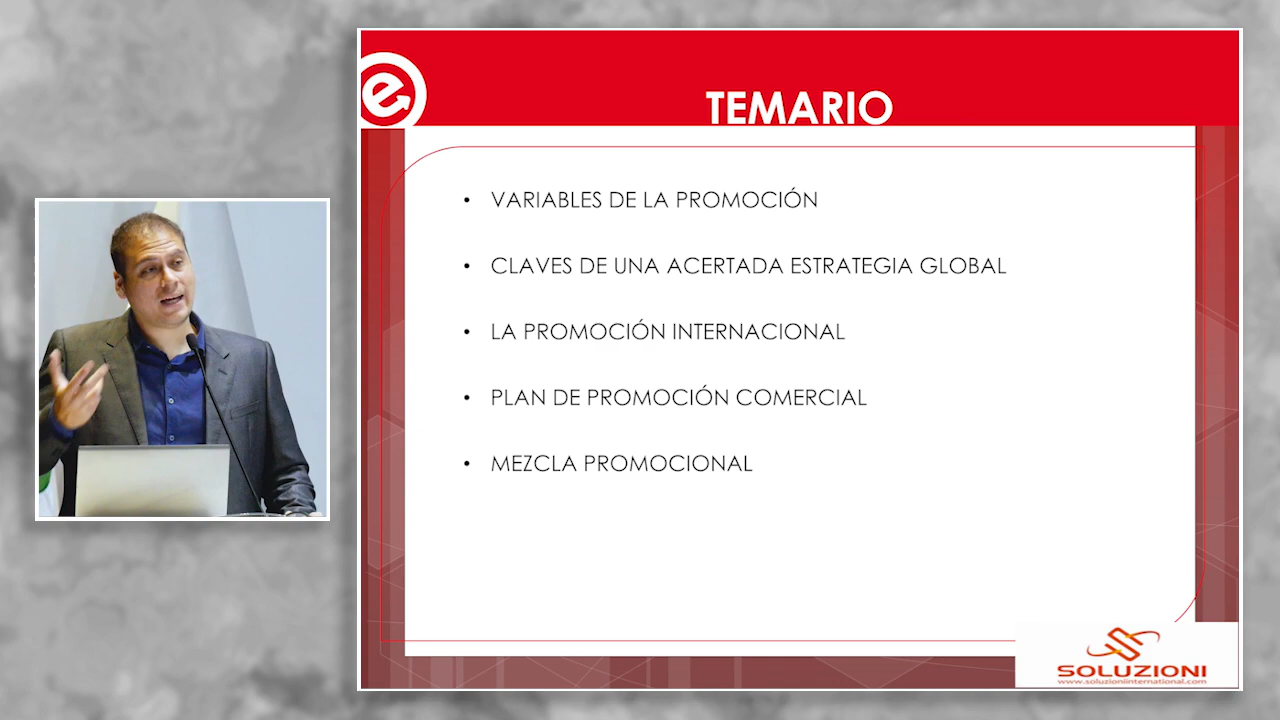 TEMARIO
• VARIABLES DE LA PROMOCIÓN
• CLAVES DE UNA ACERTADA ESTRATEGIA GLOBAL
• LA PROMOCIÓN INTERNACIONAL
• PLAN DE PROMOCIÓN COMERCIAL
• MEZCLA PROMOCIONAL
SOLUZIONI
www.soluzioniinternational.com